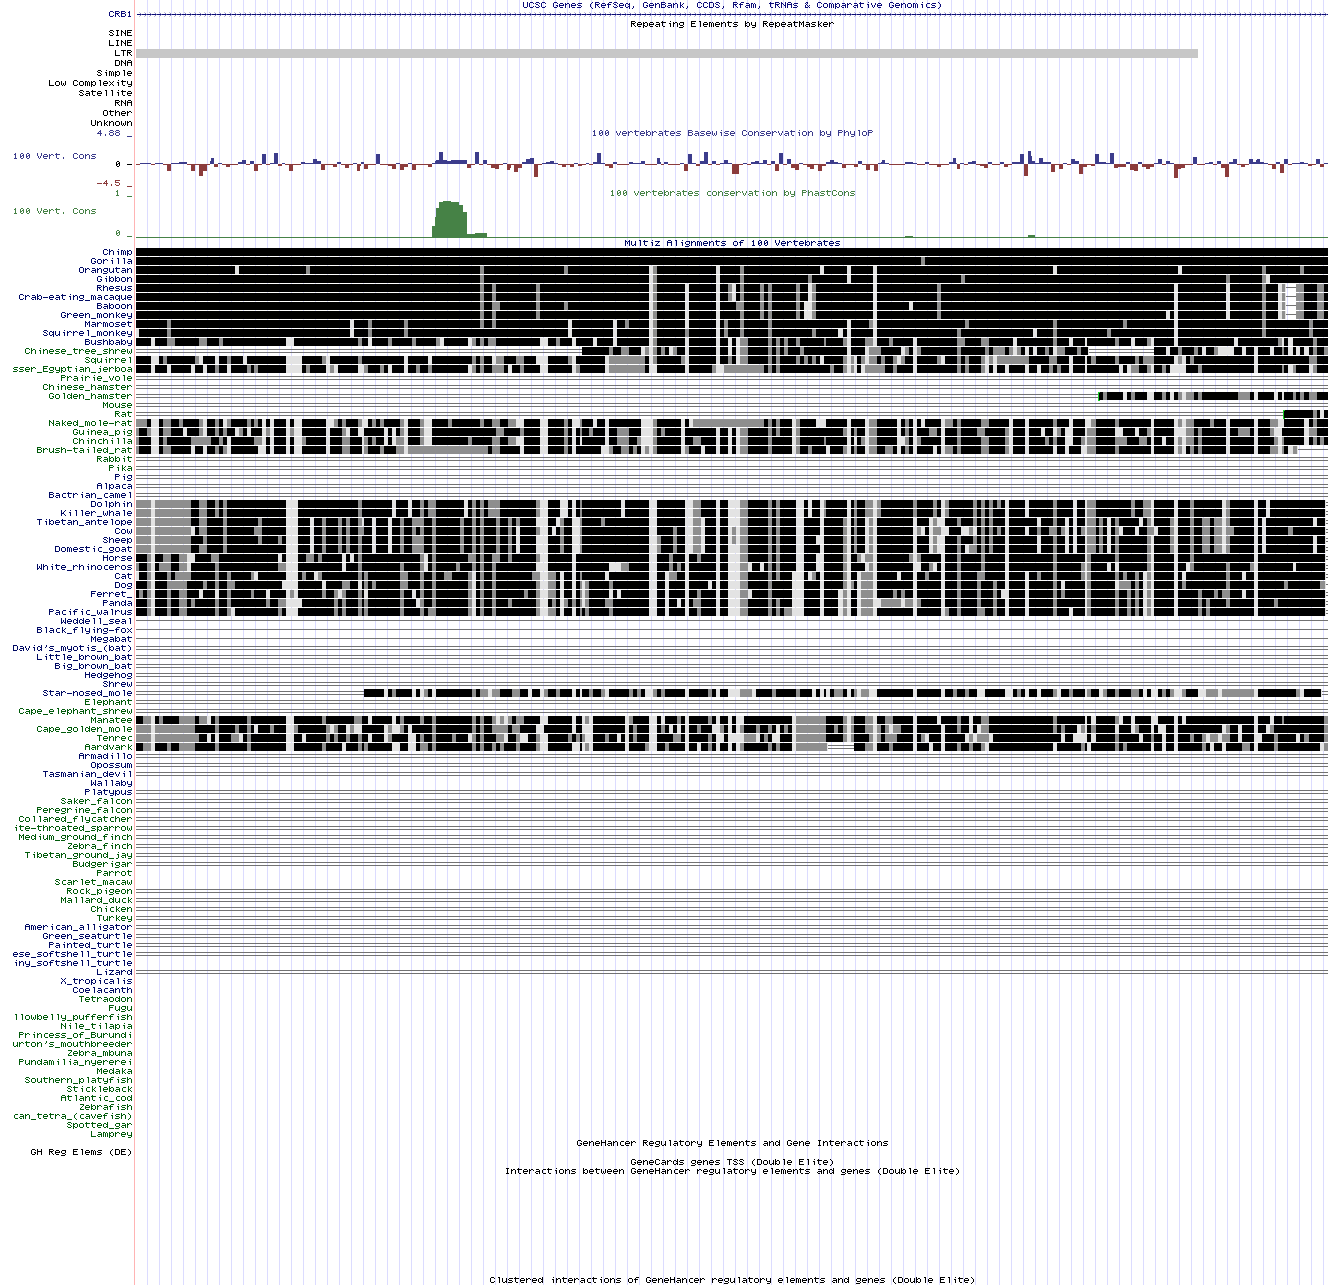 UCSC Genes (RefSeq, GenBank, CCDS, Rfam, tRNAs & Comparative Genomics)
CRB1
Repeating Elements by RepeatMasker
SINE
LINE
LTR
DNA
Simple
Low Complexity
Satellite
RNA
Other
Unknown
4.88 _
100 vertebrates Basewise Conservation by PhyloP
100 Vert. Cons
0 _
-4.5 _
100 vertebrates conservation by PhastCons
1 _
100 Vert. Cons
0 _
Multiz Alignments of 100 Vertebrates
Chimp
Gorilla
Orangutan
Gibbon
Rhesus
Crab-eating_macaque
Baboon
Green_monkey
Marmoset
Squirrel_monkey
Bushbaby
Chinese_tree_shrew
Squirrel
sser_Egyptian_jerboa
Prairie_vole
Chinese_hamster
Golden_hamster
Mouse
Rat
Naked_mole-rat
Guinea_pig
Chinchilla
Brush-tailed_rat
Rabbit
Pika
Pig
Alpaca
Bactrian_camel
Dolphin
Killer_whale
Tibetan_antelope
Cow
Sheep
Domestic_goat
Horse
White_rhinoceros
Cat
Dog
Ferret_
Panda
Pacific_walrus
Weddell_seal
Black_flying-fox
Megabat
David's_myotis_(bat)
Little_brown_bat
Big_brown_bat
Hedgehog
Shrew
Star-nosed_mole
Elephant
Cape_elephant_shrew
Manatee
Cape_golden_mole
Tenrec
Aardvark
Armadillo
Opossum
Tasmanian_devil
Wallaby
Platypus
Saker_falcon
Peregrine_falcon
Collared_flycatcher
ite-throated_sparrow
Medium_ground_finch
Zebra_finch
Tibetan_ground_jay
Budgerigar
Parrot
Scarlet_macaw
Rock_pigeon
Mallard_duck
Chicken
Turkey
American_alligator
Green_seaturtle
Painted_turtle
ese_softshell_turtle
iny_softshell_turtle
Lizard
X_tropicalis
Coelacanth
Tetraodon
Fugu
llowbelly_pufferfish
Nile_tilapia
Princess_of_Burundi
urton's_mouthbreeder
Zebra_mbuna
Pundamilia_nyererei
Medaka
Southern_platyfish
Stickleback
Atlantic_cod
Zebrafish
can_tetra_(cavefish)
Spotted_gar
Lamprey
GeneHancer Regulatory Elements and Gene Interactions
GH Reg Elems (DE)
GeneCards genes TSS (Double Elite)
Interactions between GeneHancer regulatory elements and genes (Double Elite)
Clustered interactions of GeneHancer regulatory elements and genes (Double Elite)